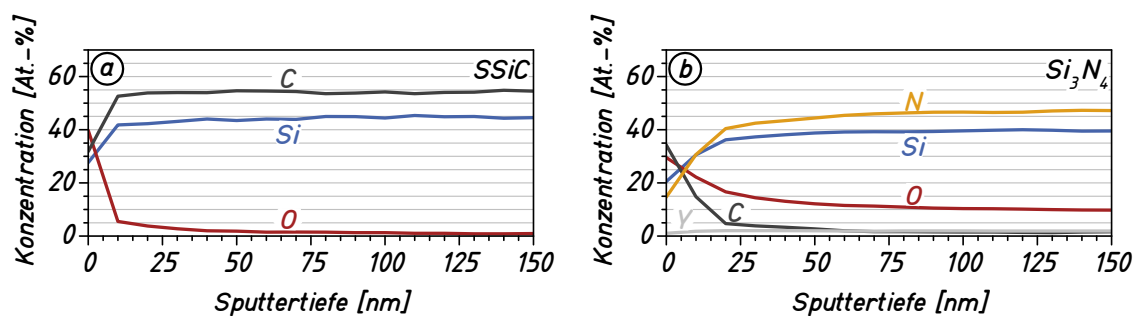 a
SSiC
C
Si
O
Konzentration [At.-%]
60
40
20
0
0 25 50 75 100 125 150
Sputtertiefe [nm]
b
Si₃N₄
N
Si
O
Y
C
Konzentration [At.-%]
60
40
20
0
0 25 50 75 100 125 150
Sputtertiefe [nm]